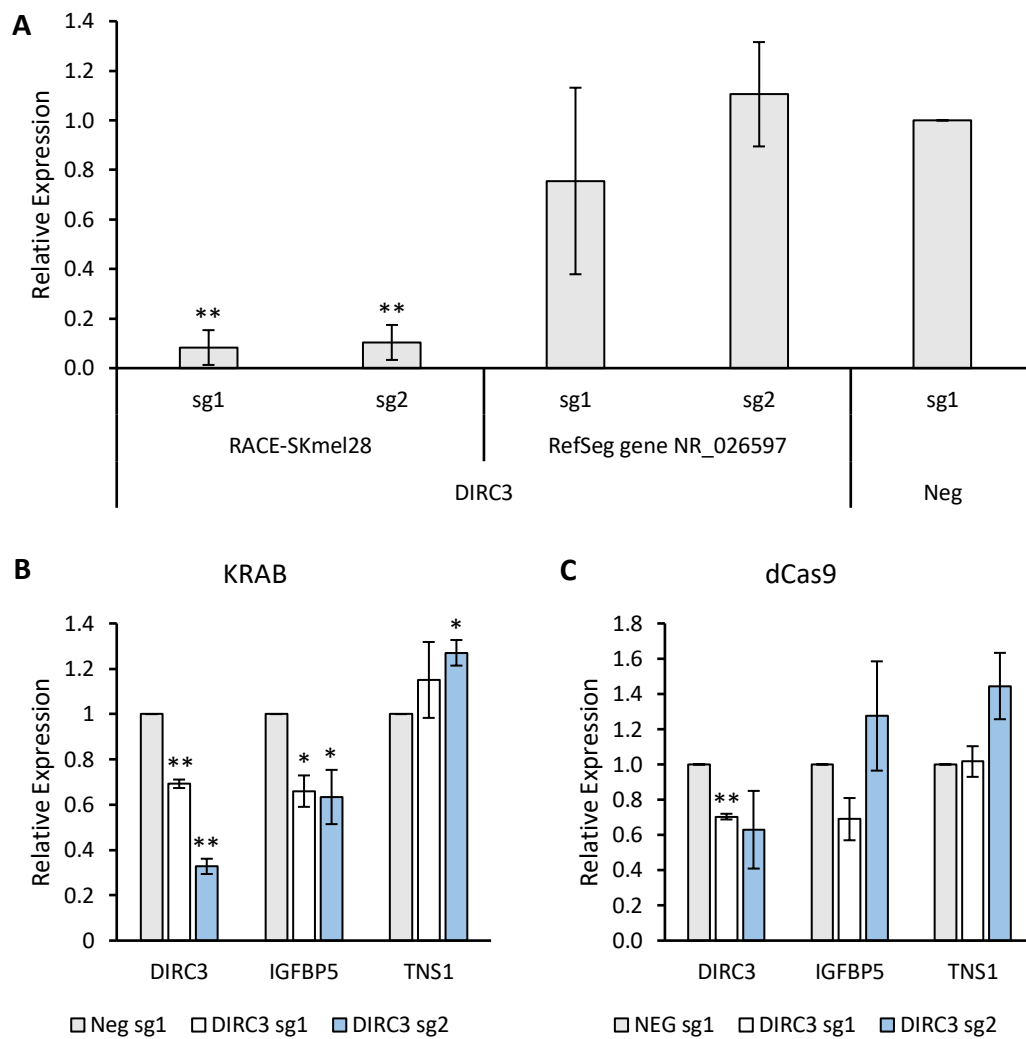 A
Relative Expression
1.4
1.2
1.0
0.8
0.6
0.4
0.2
0.0
** **
sg1 sg2 sg1 sg2 sg1
RACE-SKmel28 RefSeg gene NR_026597
DIRC3 Neg
B KRAB
Relative Expression
1.4
1.2
1
0.8
0.6
0.4
0.2
0
** ** * * *
DIRC3 IGFBP5 TNS1
Neg sg1 DIRC3 sg1 DIRC3 sg2
C dCas9
Relative Expression
1.8
1.6
1.4
1.2
1.0
0.8
0.6
0.4
0.2
0.0
**
DIRC3 IGFBP5 TNS1
NEG sg1 DIRC3 sg1 DIRC3 sg2